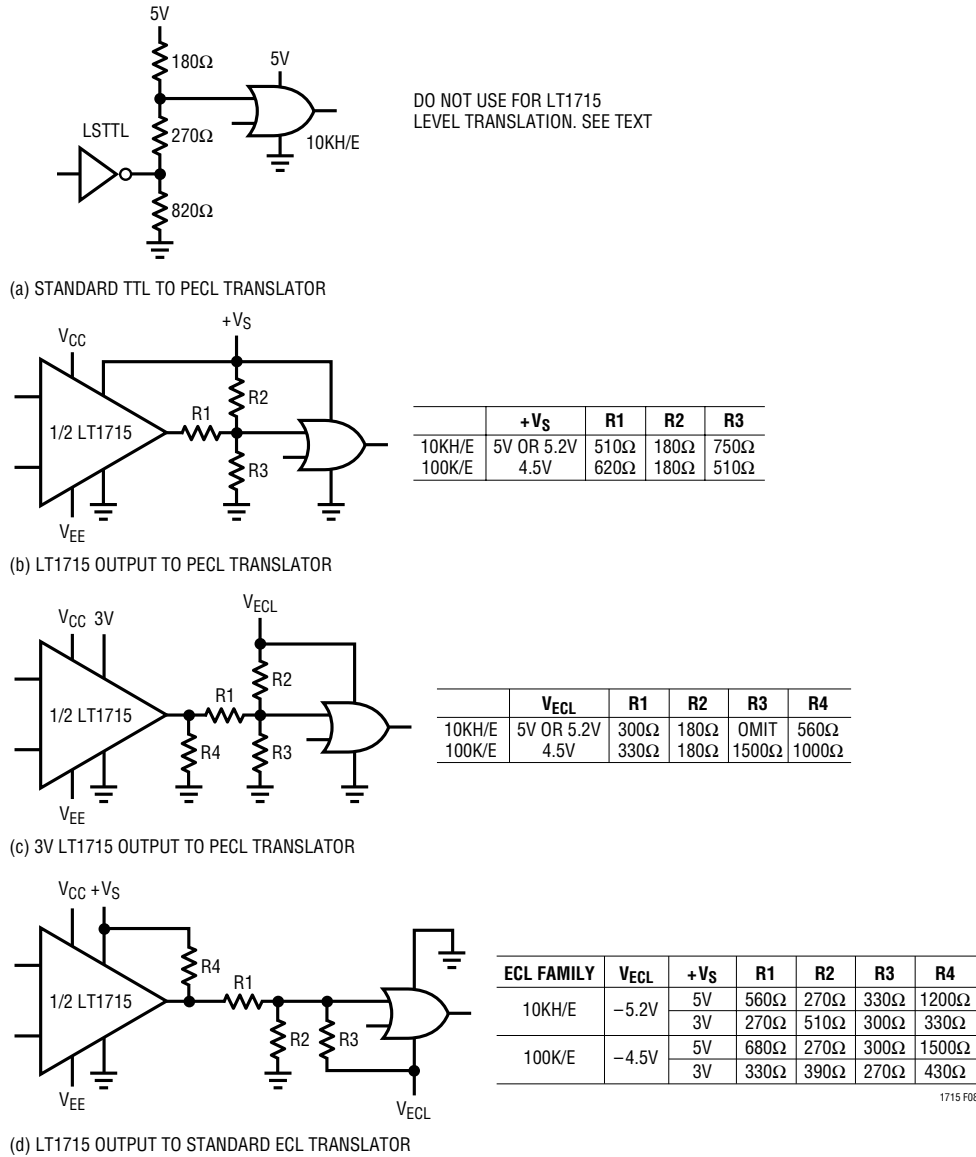 5V
180Ω
5V
LSTTL
270Ω
10KH/E
820Ω
DO NOT USE FOR LT1715
LEVEL TRANSLATION. SEE TEXT
(a) STANDARD TTL TO PECL TRANSLATOR
+VS
VCC
R2
R1
1/2 LT1715
R3
VEE
+VS R1 R2 R3
10KH/E 5V OR 5.2V 510Ω 180Ω 750Ω
100K/E 4.5V 620Ω 180Ω 510Ω
(b) LT1715 OUTPUT TO PECL TRANSLATOR
VECL
VCC 3V
R2
R1
1/2 LT1715
R4
R3
VEE
VECL R1 R2 R3 R4
10KH/E 5V OR 5.2V 300Ω 180Ω OMIT 560Ω
100K/E 4.5V 330Ω 180Ω 1500Ω 1000Ω
(c) 3V LT1715 OUTPUT TO PECL TRANSLATOR
VCC +VS
R4
R1
1/2 LT1715
R2
R3
VEE
VECL
ECL FAMILY VECL +VS R1 R2 R3 R4
10KH/E −5.2V 5V 560Ω 270Ω 330Ω 1200Ω
3V 270Ω 510Ω 300Ω 330Ω
100K/E −4.5V 5V 680Ω 270Ω 300Ω 1500Ω
3V 330Ω 390Ω 270Ω 430Ω
1715 F08
(d) LT1715 OUTPUT TO STANDARD ECL TRANSLATOR